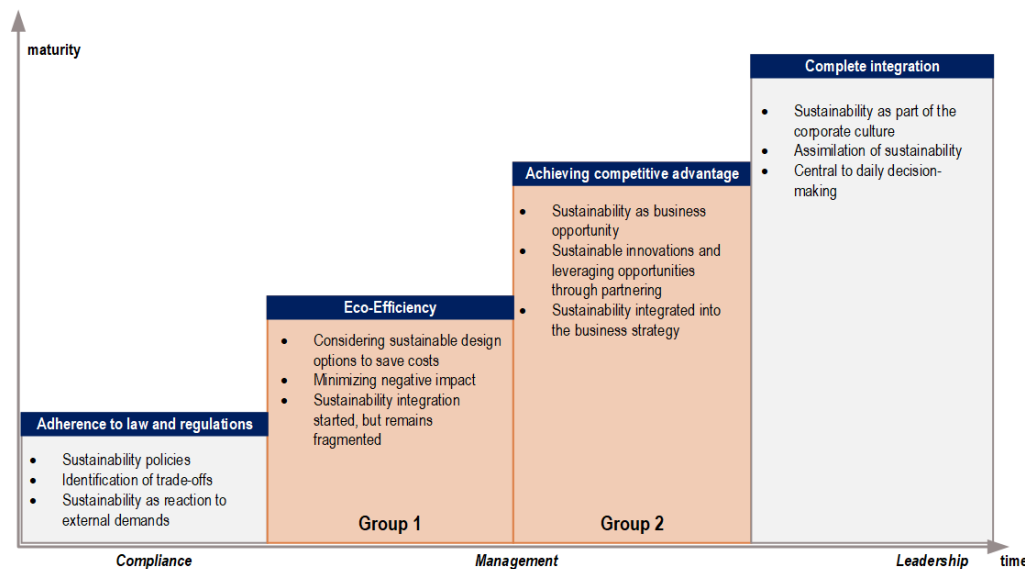 maturity
Complete integration
• Sustainability as part of the
corporate culture
• Assimilation of sustainability
• Central to daily decision-
making
Achieving competitive advantage
• Sustainability as business
opportunity
• Sustainable innovations and
leveraging opportunities
through partnering
• Sustainability integrated into
the business strategy
Eco-Efficiency
• Considering sustainable design
options to save costs
• Minimizing negative impact
• Sustainability integration
started, but remains
fragmented
Adherence to law and regulations
• Sustainability policies
• Identification of trade-offs
• Sustainability as reaction to
external demands
Group 1
Group 2
Compliance
Management
Leadership
time